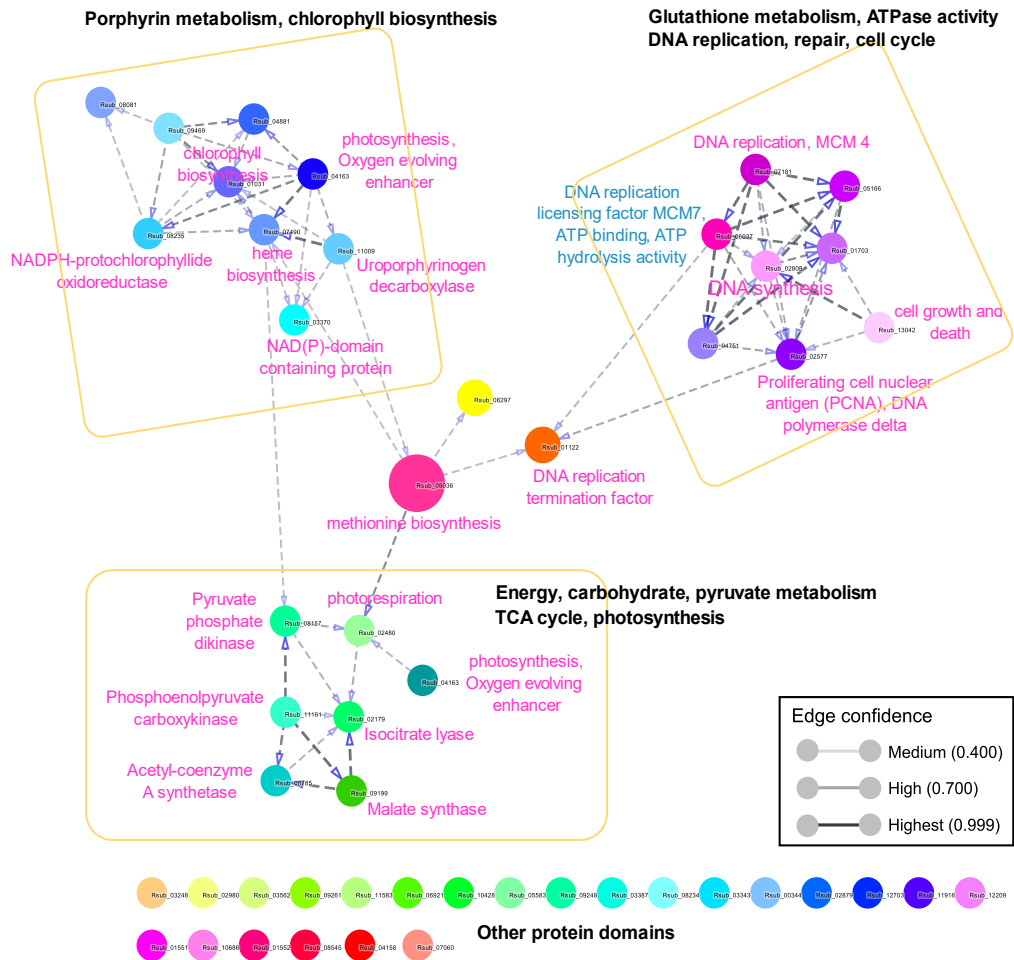 Porphyrin metabolism, chlorophyll biosynthesis
Glutathione metabolism, ATPase activity
DNA replication, repair, cell cycle
Rsub_08081
Rsub_09469
Rsub_04881
chlorophyll
biosynthesis
Rsub_01031
photosynthesis,
Oxygen evolving
enhancer
Rsub_04163
Rsub_08235
NADPH-protochlorophyllide
oxidoreductase
Rsub_07490
heme
biosynthesis
Rsub_11009
Uroporphyrinogen
decarboxylase
Rsub_03370
NAD(P)-domain
containing protein
DNA replication, MCM 4
Rsub_07181
Rsub_05166
DNA replication
licensing factor MCM7,
ATP binding, ATP
hydrolysis activity
Rsub_06037
Rsub_01703
Rsub_02808
DNA synthesis
cell growth and
death
Rsub_13042
Rsub_04751
Rsub_02577
Proliferating cell nuclear
antigen (PCNA), DNA
polymerase delta
Rsub_06297
Rsub_01122
DNA replication
termination factor
Rsub_05036
methionine biosynthesis
Energy, carbohydrate, pyruvate metabolism
TCA cycle, photosynthesis
Pyruvate
phosphate
dikinase
Rsub_08157
photorespiration
Rsub_02480
photosynthesis,
Oxygen evolving
enhancer
Rsub_04163
Phosphoenolpyruvate
carboxykinase
Rsub_11161
Rsub_02179
Isocitrate lyase
Acetyl-coenzyme
A synthetase
Rsub_09199
Malate synthase
Edge confidence
Medium (0.400)
High (0.700)
Highest (0.999)
Rsub_03248
Rsub_02980
Rsub_03562
Rsub_09261
Rsub_11583
Rsub_06921
Rsub_10428
Rsub_05583
Rsub_09248
Rsub_03387
Rsub_08234
Rsub_03343
Rsub_00344
Rsub_02879
Rsub_12703
Rsub_11916
Rsub_12209
Rsub_01551
Rsub_10686
Rsub_01552
Rsub_08545
Rsub_04158
Rsub_07060
Other protein domains